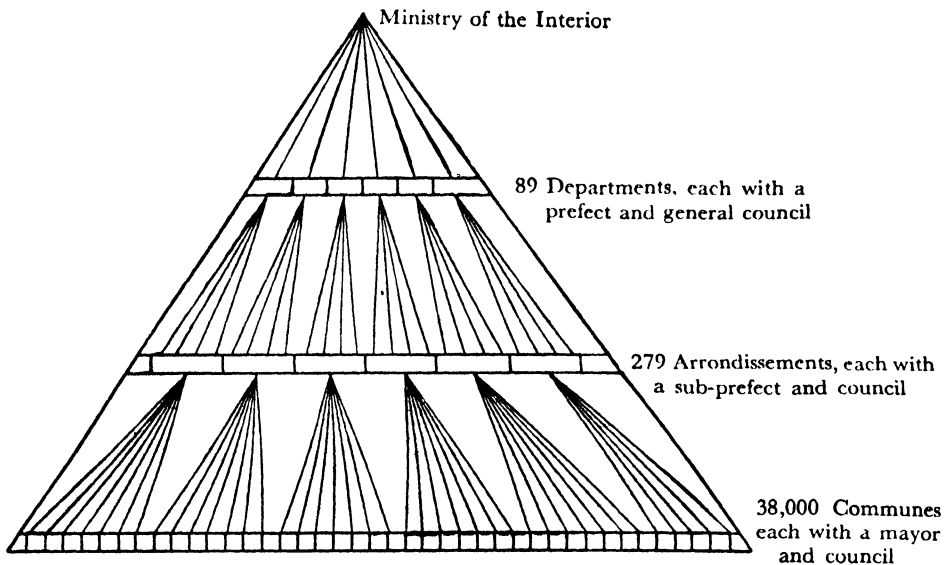 Ministry of the Interior
89 Departments, each with a
prefect and general council
279 Arrondissements, each with
a sub-prefect and council
38,000 Communes
each with a mayor
and council